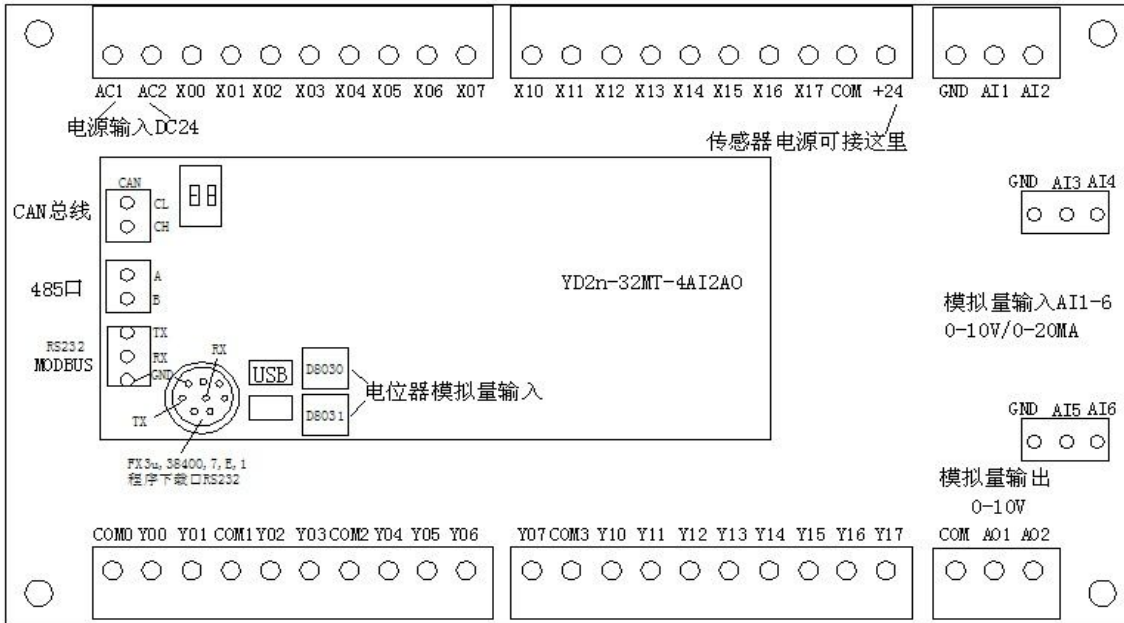 AC1 AC2 X00 X01 X02 X03 X04 X05 X06 X07 X10 X11 X12 X13 X14 X15 X16 X17 COM +24 GND AI1 AI2
电源输入DC24
传感器电源可接这里
CAN
CL
CH
CAN总线
GND AI3 AI4
A
B
485口
YD2n-32MT-4AI2AO
模拟量输入AI1-6
0-10V/0-20MA
TX
RX
GND
RS232
MODBUS
RX
TX
USB
D8030
D8031
电位器模拟量输入
GND AI5 AI6
FX3u,38400,7,E,1
程序下载口RS232
模拟量输出
0-10V
COM0 Y00 Y01 COM1 Y02 Y03 COM2 Y04 Y05 Y06 Y07 COM3 Y10 Y11 Y12 Y13 Y14 Y15 Y16 Y17 COM AO1 AO2